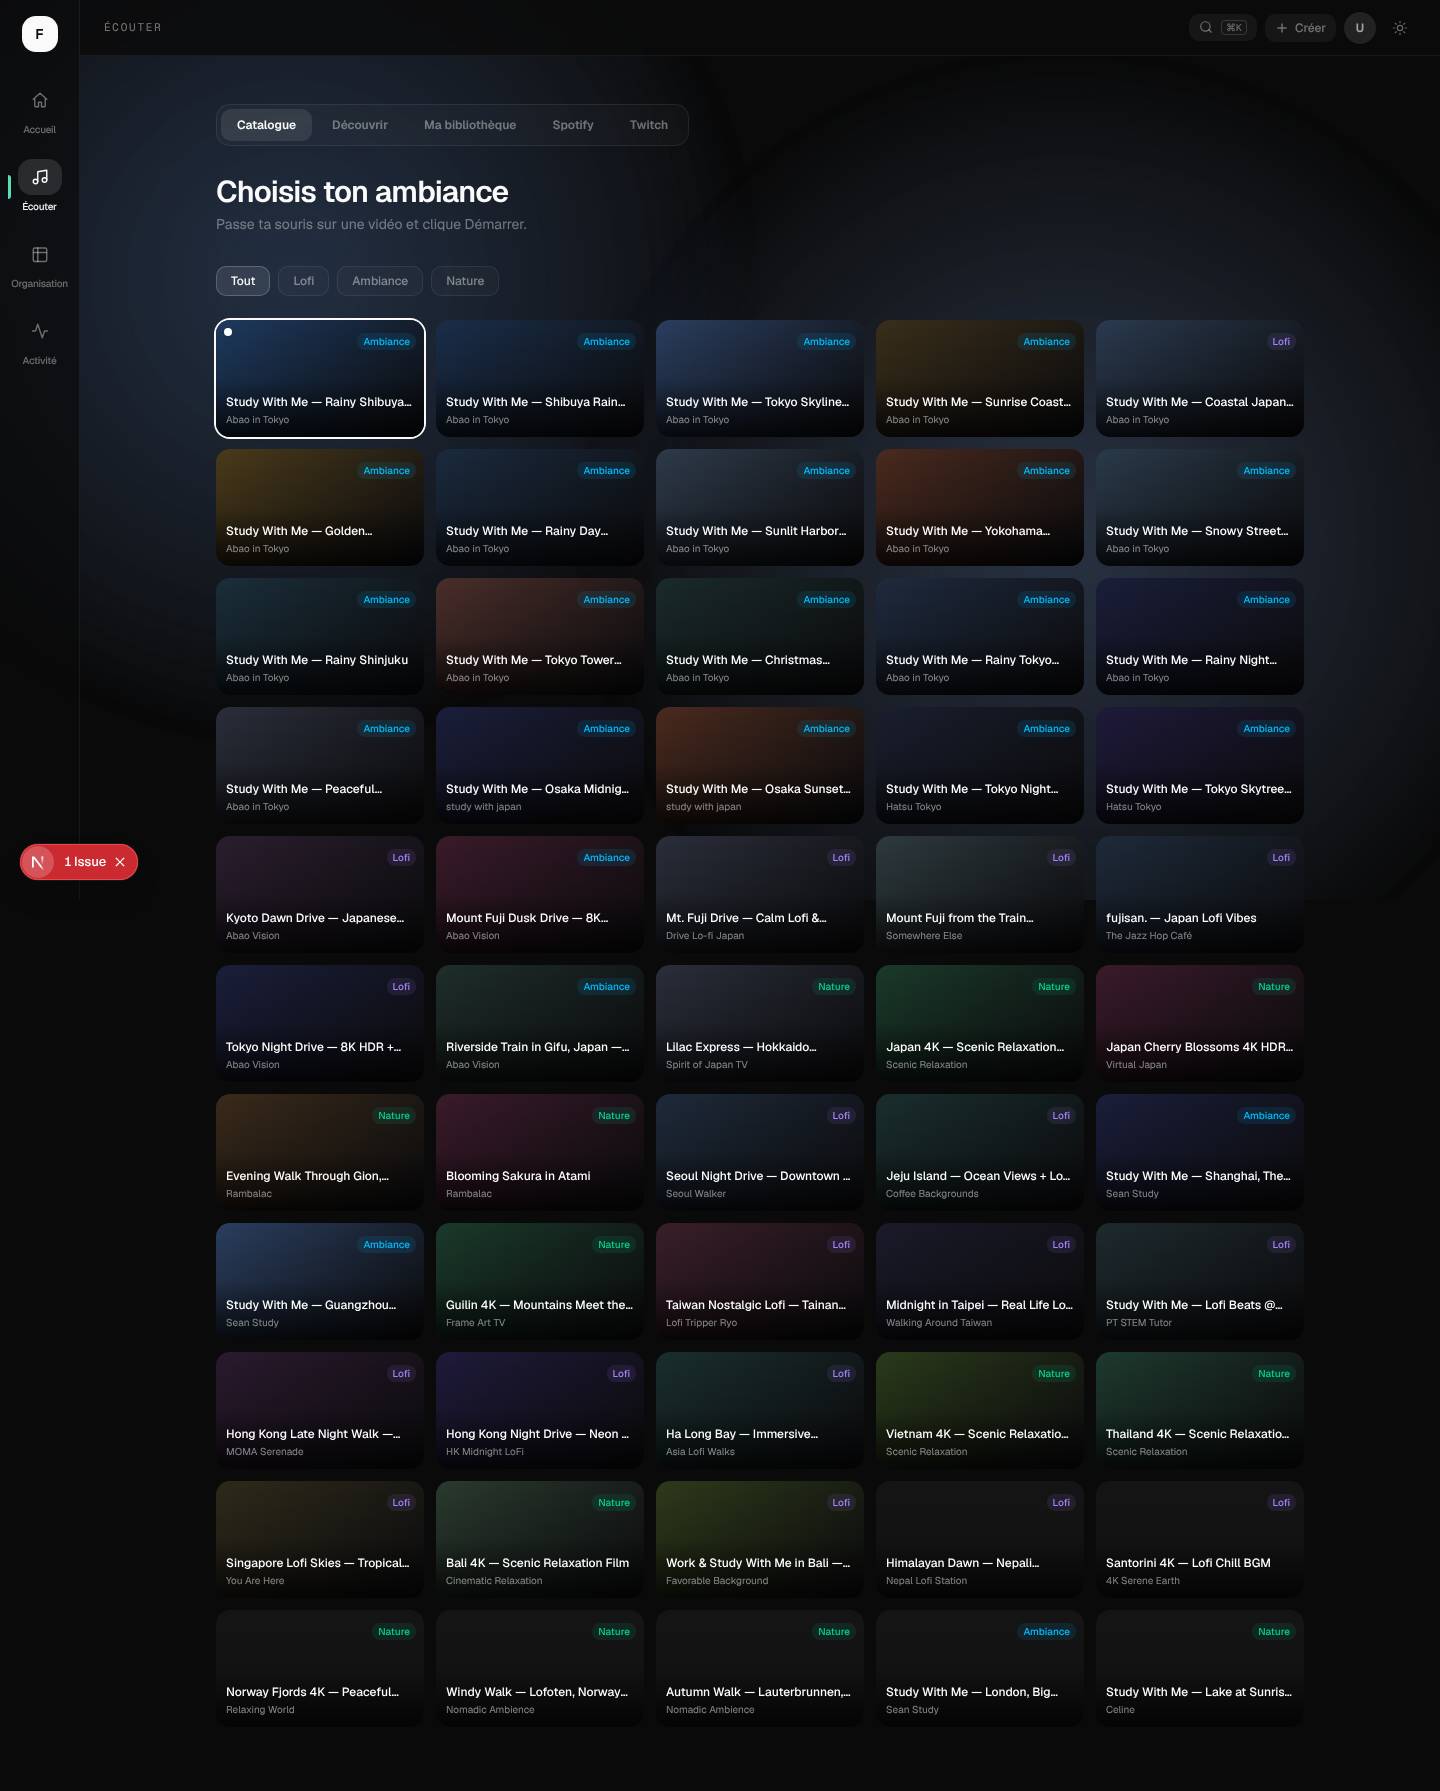 F
ÉCOUTER
⌘K
Créer
U
Accueil
Écouter
Organisation
Activité
Catalogue
Découvrir
Ma bibliothèque
Spotify
Twitch
Choisis ton ambiance
Passe ta souris sur une vidéo et clique Démarrer.
Tout
Lofi
Ambiance
Nature
Ambiance
Study With Me — Rainy Shibuya...
Abao in Tokyo
Ambiance
Study With Me — Shibuya Rain...
Abao in Tokyo
Ambiance
Study With Me — Tokyo Skyline...
Abao in Tokyo
Ambiance
Study With Me — Sunrise Coast...
Abao in Tokyo
Lofi
Study With Me — Coastal Japan...
Abao in Tokyo
Ambiance
Study With Me — Golden...
Abao in Tokyo
Ambiance
Study With Me — Rainy Day...
Abao in Tokyo
Ambiance
Study With Me — Sunlit Harbor...
Abao in Tokyo
Ambiance
Study With Me — Yokohama...
Abao in Tokyo
Ambiance
Study With Me — Snowy Street...
Abao in Tokyo
Ambiance
Study With Me — Rainy Shinjuku
Abao in Tokyo
Ambiance
Study With Me — Tokyo Tower...
Abao in Tokyo
Ambiance
Study With Me — Christmas...
Abao in Tokyo
Ambiance
Study With Me — Rainy Tokyo...
Abao in Tokyo
Ambiance
Study With Me — Rainy Night...
Abao in Tokyo
Ambiance
Study With Me — Peaceful...
Abao in Tokyo
Ambiance
Study With Me — Osaka Midnig...
study with japan
Ambiance
Study With Me — Osaka Sunset...
study with japan
Ambiance
Study With Me — Tokyo Night...
Hatsu Tokyo
Ambiance
Study With Me — Tokyo Skytree...
Hatsu Tokyo
1 Issue
Lofi
Kyoto Dawn Drive — Japanese...
Abao Vision
Ambiance
Mount Fuji Dusk Drive — 8K...
Abao Vision
Lofi
Mt. Fuji Drive — Calm Lofi &...
Drive Lo-fi Japan
Lofi
Mount Fuji from the Train...
Somewhere Else
Lofi
fujisan. — Japan Lofi Vibes
The Jazz Hop Café
Lofi
Tokyo Night Drive — 8K HDR +...
Abao Vision
Ambiance
Riverside Train in Gifu, Japan —...
Abao Vision
Nature
Lilac Express — Hokkaido...
Spirit of Japan TV
Nature
Japan 4K — Scenic Relaxation...
Scenic Relaxation
Nature
Japan Cherry Blossoms 4K HDR...
Virtual Japan
Nature
Evening Walk Through Gion,...
Rambalac
Nature
Blooming Sakura in Atami
Rambalac
Lofi
Seoul Night Drive — Downtown ...
Seoul Walker
Lofi
Jeju Island — Ocean Views + Lo...
Coffee Backgrounds
Ambiance
Study With Me — Shanghai, The...
Sean Study
Ambiance
Study With Me — Guangzhou...
Sean Study
Nature
Guilin 4K — Mountains Meet the...
Frame Art TV
Lofi
Taiwan Nostalgic Lofi — Tainan...
Lofi Tripper Ryo
Lofi
Midnight in Taipei — Real Life Lo...
Walking Around Taiwan
Lofi
Study With Me — Lofi Beats @...
PT STEM Tutor
Lofi
Hong Kong Late Night Walk —...
MOMA Serenade
Lofi
Hong Kong Night Drive — Neon ...
HK Midnight LoFi
Lofi
Ha Long Bay — Immersive...
Asia Lofi Walks
Nature
Vietnam 4K — Scenic Relaxatio...
Scenic Relaxation
Nature
Thailand 4K — Scenic Relaxatio...
Scenic Relaxation
Lofi
Singapore Lofi Skies — Tropical...
You Are Here
Nature
Bali 4K — Scenic Relaxation Film
Cinematic Relaxation
Lofi
Work & Study With Me in Bali —...
Favorable Background
Lofi
Himalayan Dawn — Nepali...
Nepal Lofi Station
Lofi
Santorini 4K — Lofi Chill BGM
4K Serene Earth
Nature
Norway Fjords 4K — Peaceful...
Relaxing World
Nature
Windy Walk — Lofoten, Norway...
Nomadic Ambience
Nature
Autumn Walk — Lauterbrunnen,...
Nomadic Ambience
Ambiance
Study With Me — London, Big...
Sean Study
Nature
Study With Me — Lake at Sunris...
Celine